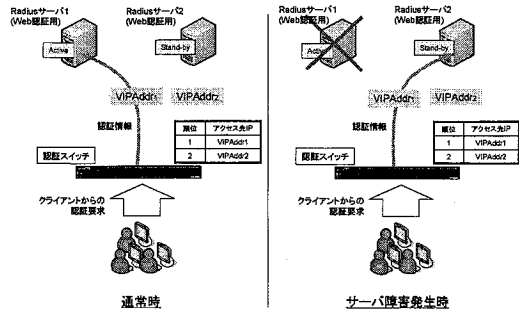 Radiusサーバ1
(Web認証用)
Active
Radiusサーバ2
(Web認証用)
Stand-by
VIPAddr1
VIPAddr2
認証情報
順位 アクセス先IP
1 VIPAddr1
2 VIPAddr2
認証スイッチ
クライアントからの
認証要求
通常時
Radiusサーバ1
(Web認証用)
Active
Radiusサーバ2
(Web認証用)
Stand-by
VIPAddr1
VIPAddr2
認証情報
順位 アクセス先IP
1 VIPAddr1
2 VIPAddr2
認証スイッチ
クライアントからの
認証要求
サーバ障害発生時